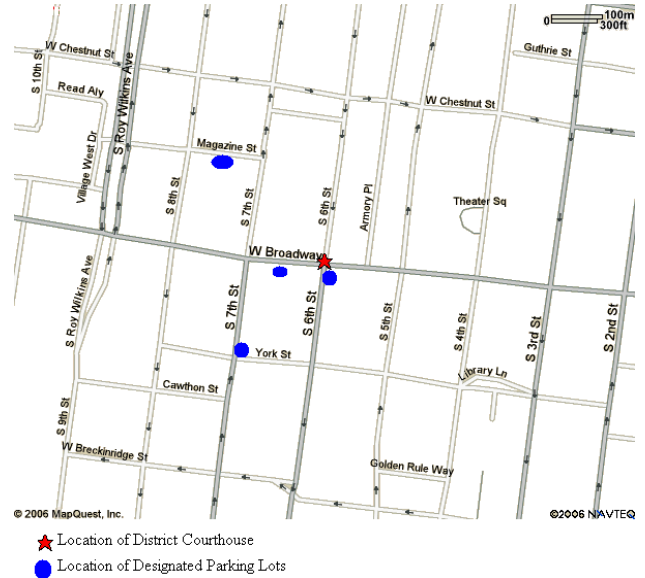 100m
0
300ft
Guthrie St
W Chestnut St
S 10th St
Read Aly
S Roy Wilkins Ave
W Chestnut St
Magazine St
Village West Dr
S 8th St
S 7th St
S 6th St
Armory Pl
Theater Sq
W Broadway
S Roy Wilkins Ave
S 7th St
S 6th St
S 5th St
S 4th St
S 3rd St
S 2nd St
York St
Library Ln
Cawthon St
S 9th St
W Breckinridge St
Golden Rule Way
© 2006 MapQuest, Inc.
©2006 NAVTEQ
Location of District Courthouse
Location of Designated Parking Lots